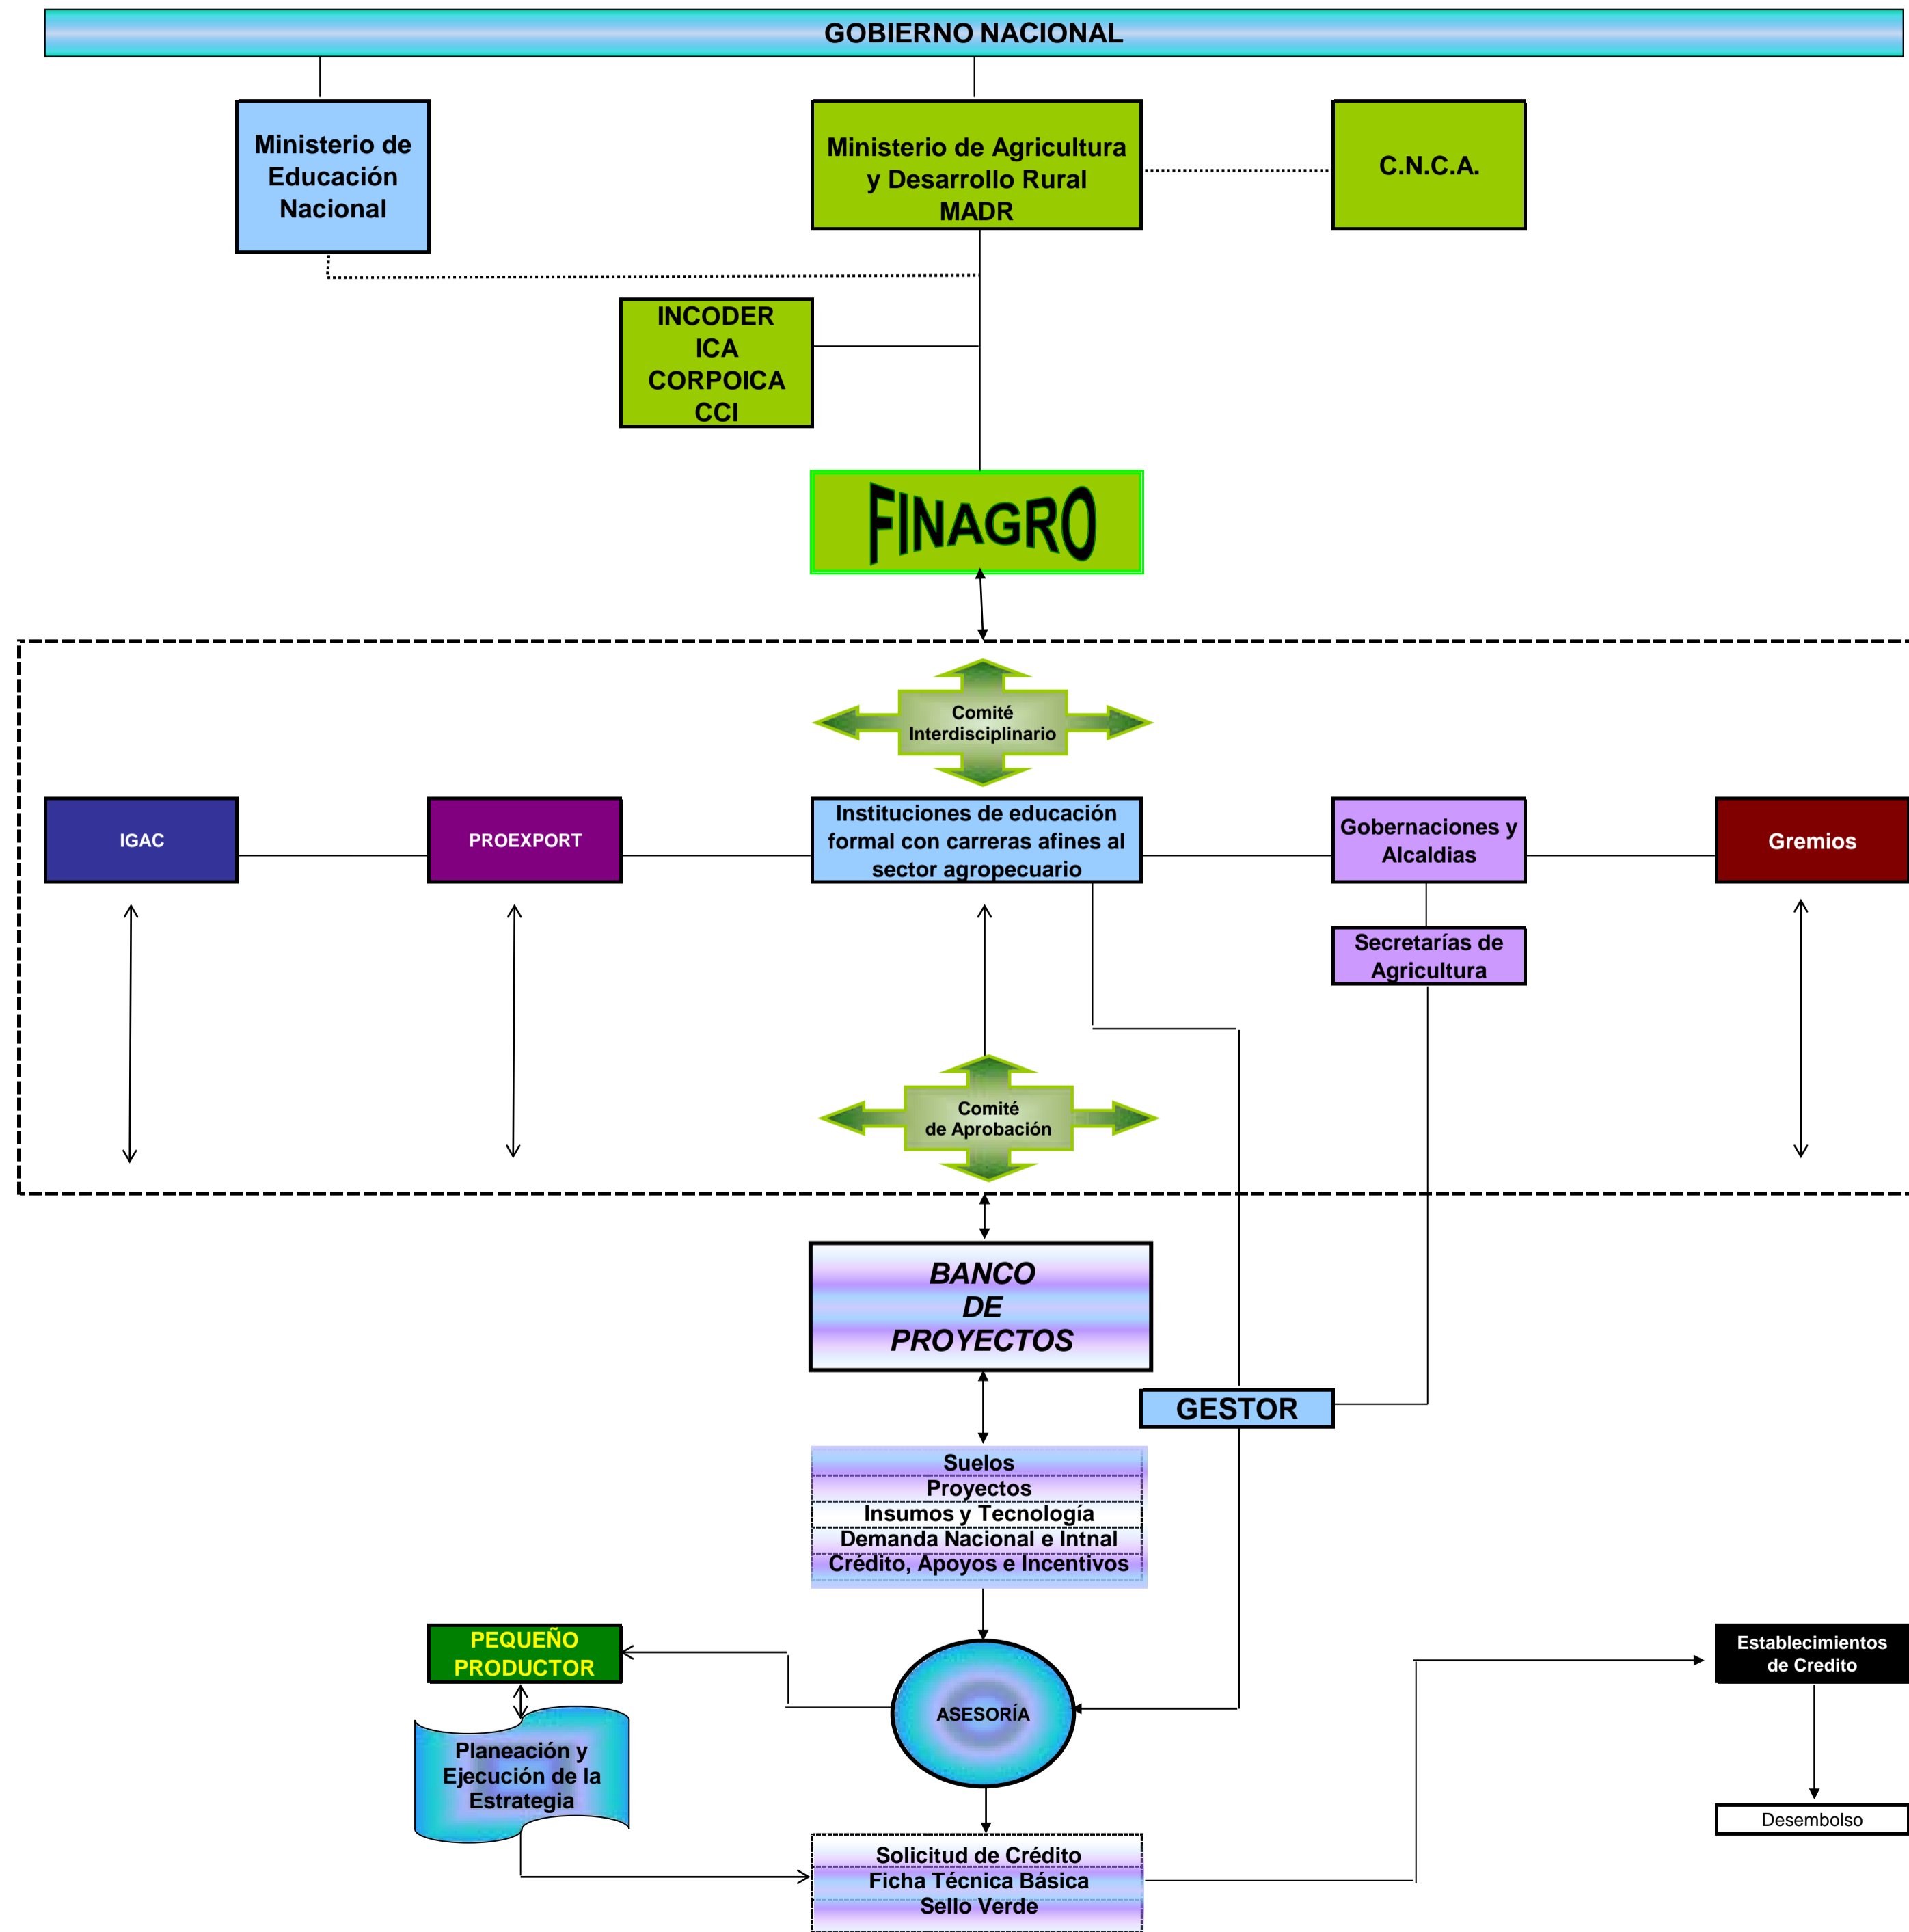 GOBIERNO NACIONAL
Ministerio de
Educación
Nacional
Ministerio de Agricultura
y Desarrollo Rural
MADR
C.N.C.A.
INCODER
ICA
CORPOICA
CCI
FINAGRO
Comité
Interdisciplinario
IGAC
PROEXPORT
Instituciones de educación
formal con carreras afines al
sector agropecuario
Gobernaciones y
Alcaldias
Gremios
Secretarías de
Agricultura
Comité
de Aprobación
BANCO
DE
PROYECTOS
GESTOR
Suelos
Proyectos
Insumos y Tecnología
Demanda Nacional e Intnal
Crédito, Apoyos e Incentivos
PEQUEÑO
PRODUCTOR
Establecimientos
de Credito
ASESORÍA
Planeación y
Ejecución de la
Estrategia
Desembolso
Solicitud de Crédito
Ficha Técnica Básica
Sello Verde